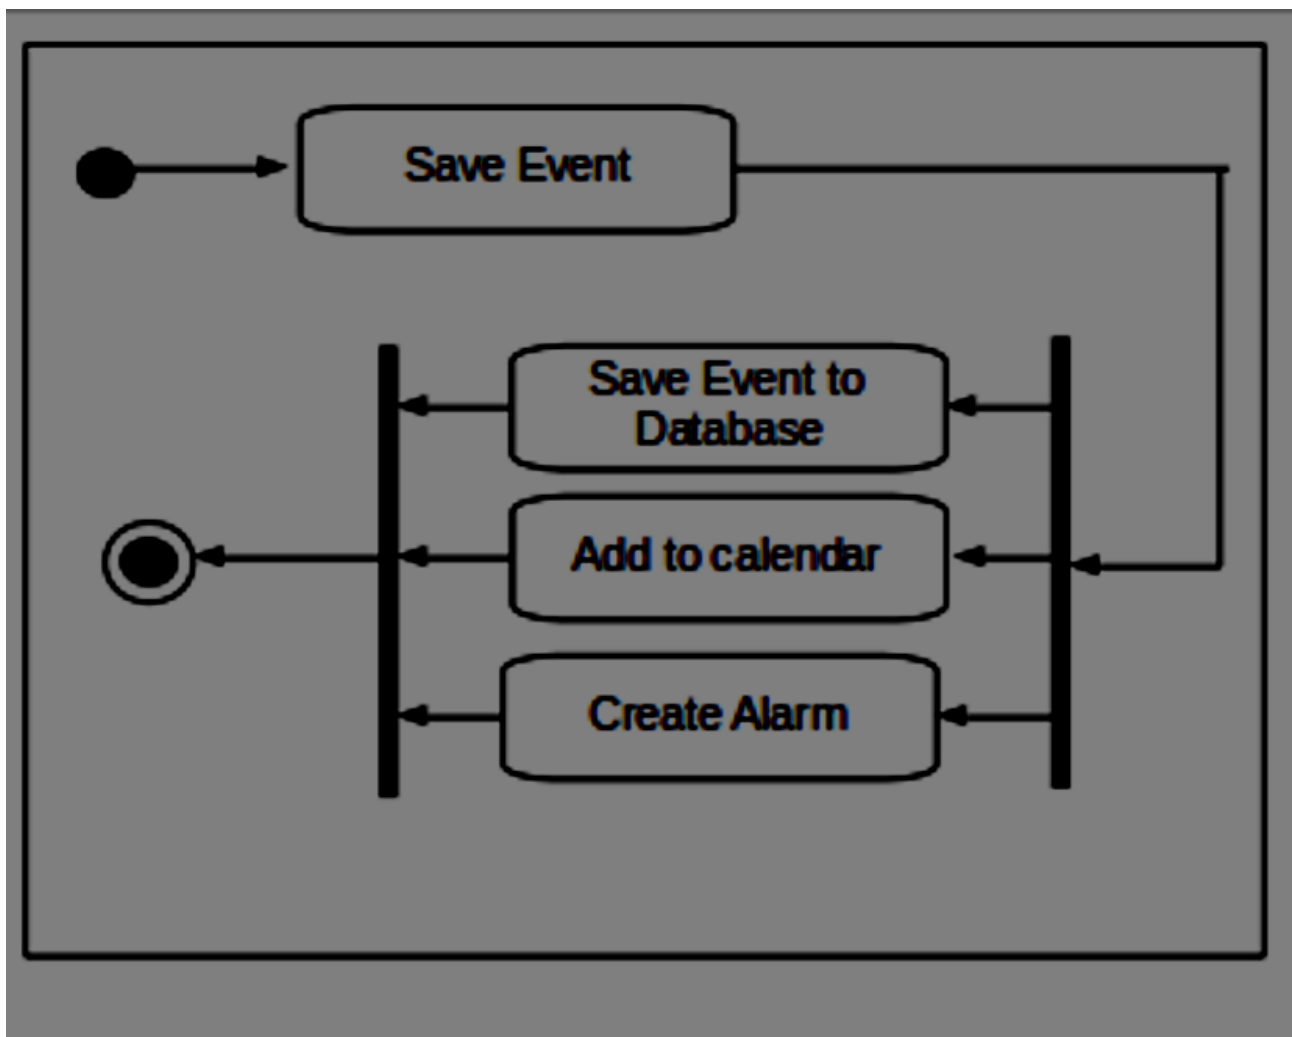 Save Event
Save Event to
Database
Add to calendar
Create Alarm